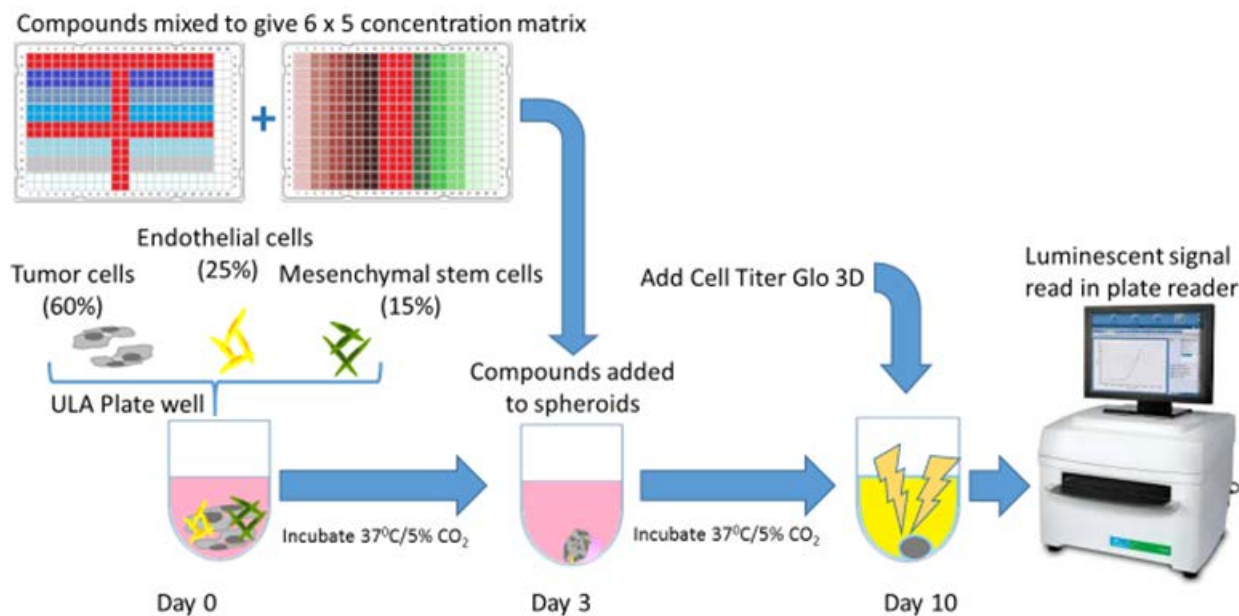 Compounds mixed to give 6 x 5 concentration matrix
Endothelial cells
(25%)
Tumor cells
(60%)
Mesenchymal stem cells
(15%)
Add Cell Titer Glo 3D
Luminescent signal
read in plate reader
ULA Plate well
Compounds added
to spheroids
Incubate 37⁰C/5% CO₂
Incubate 37⁰C/5% CO₂
Day 0
Day 3
Day 10